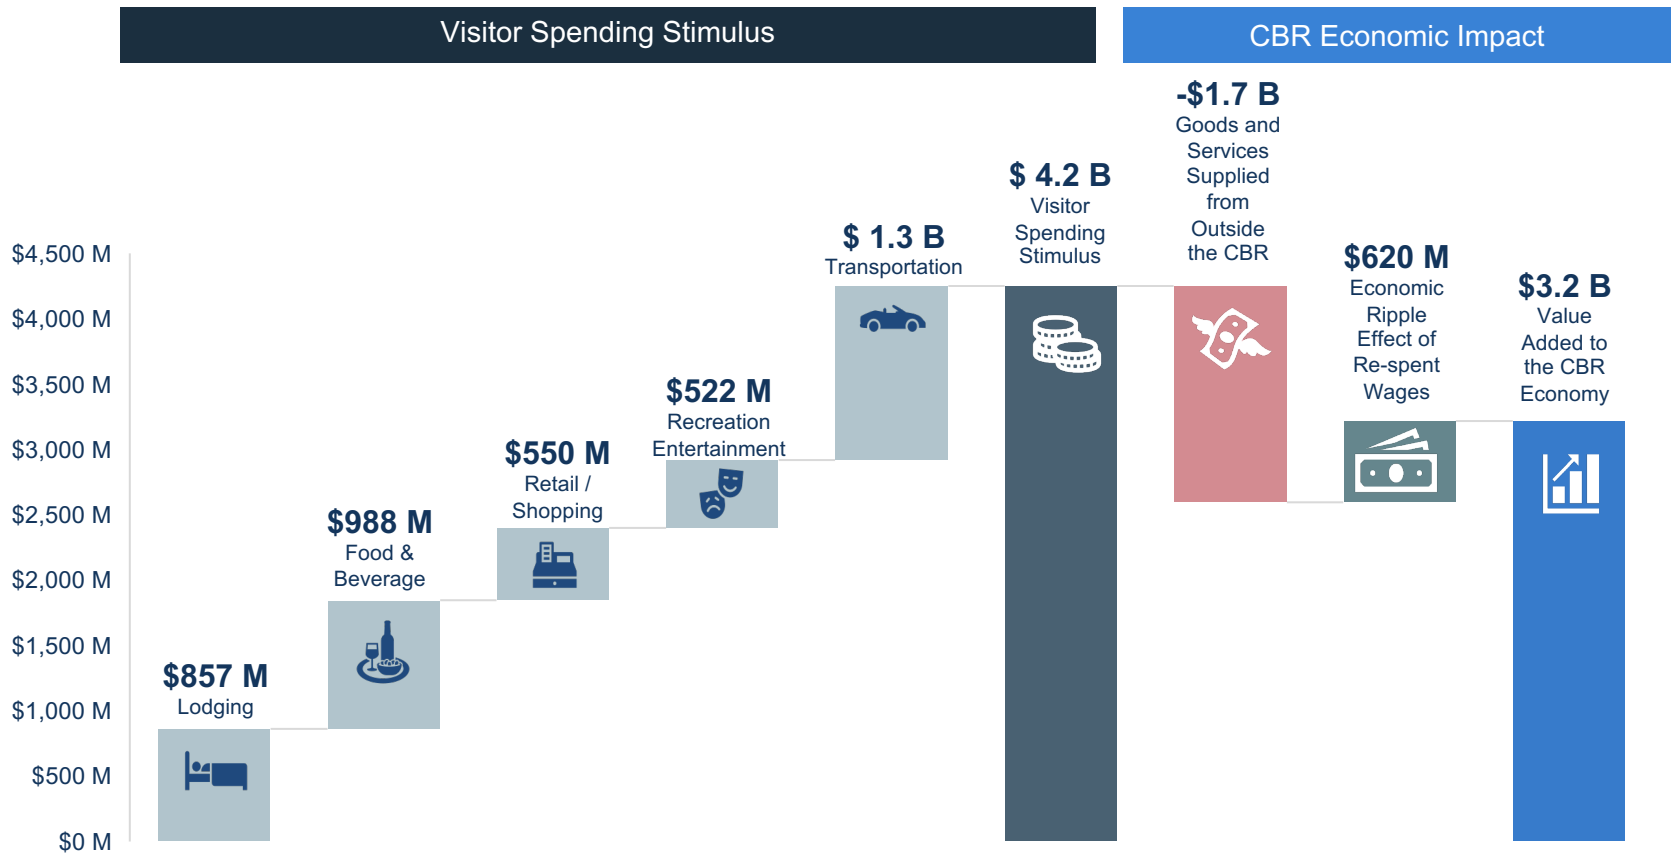 Visitor Spending Stimulus
CBR Economic Impact
-$1.7 B
Goods and
Services
Supplied
from
Outside
the CBR
$ 4.2 B
Visitor
Spending
Stimulus
$ 1.3 B
Transportation
$620 M
Economic
Ripple
Effect of
Re-spent
Wages
$3.2 B
Value
Added to
the CBR
Economy
$522 M
Recreation
Entertainment
$550 M
Retail /
Shopping
$988 M
Food &
Beverage
$857 M
Lodging
$4,500 M
$4,000 M
$3,500 M
$3,000 M
$2,500 M
$2,000 M
$1,500 M
$1,000 M
$500 M
$0 M